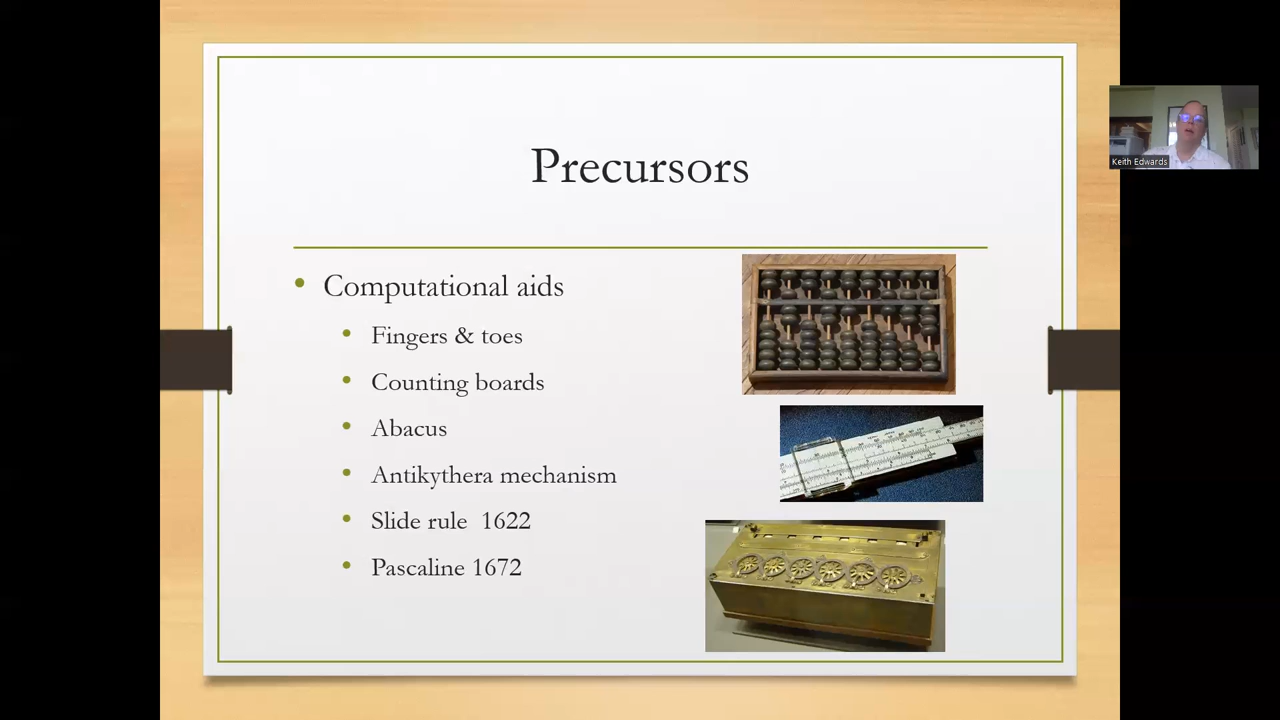 Precursors
Computational aids
Fingers & toes
Counting boards
Abacus
Antikythera mechanism
Slide rule  1622
Pascaline 1672
Keith Edwards